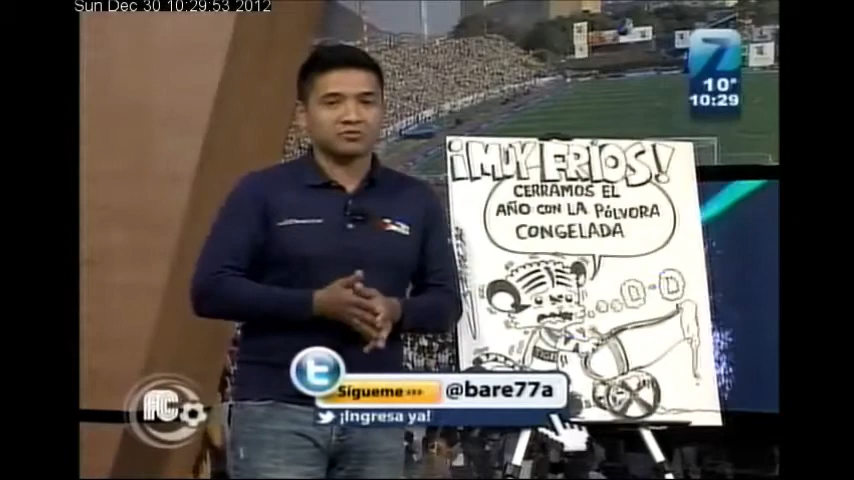 Sun Dec 30 10:29:53 2012
7
10°
10:29
¡MUY FRÍOS!
CERRAMOS EL
AÑO CON LA PÓLVORA
CONGELADA
0-0
Sígueme
@bare77a
¡Ingresa ya!
FC